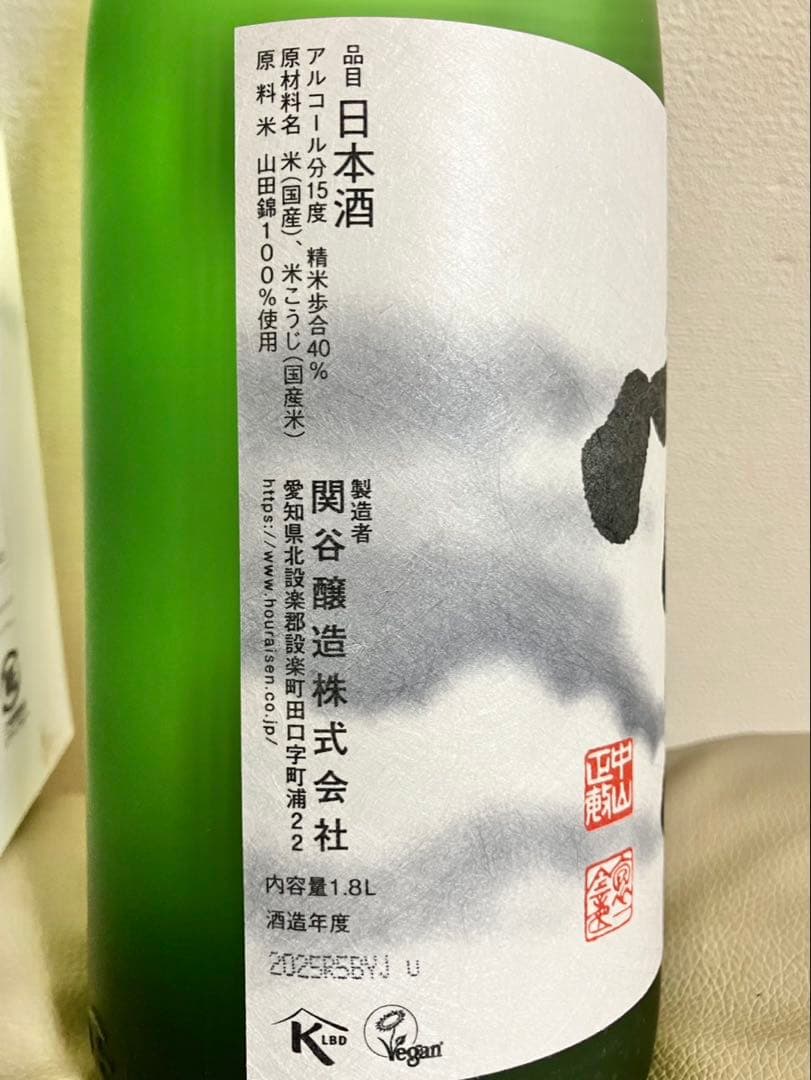 品目 日本酒
アルコール分15度 精米歩合40%
原材料名 米(国産)、米こうじ(国産米)
原料米 山田錦100%使用
製造者
関谷醸造株式会社
愛知県北設楽郡設楽町田口字町浦22
https://www.houraisen.co.jp/
内容量1.8L
酒造年度
2025R5BYJ U
K LBD
Vegan
中山